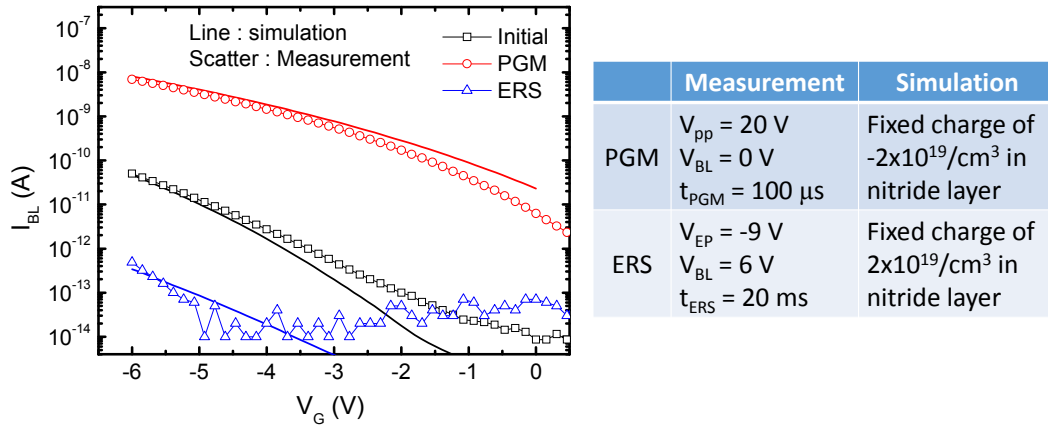 Line : simulation
Scatter : Measurement
Initial
PGM
ERS
I_BL (A)
10^-7
10^-8
10^-9
10^-10
10^-11
10^-12
10^-13
10^-14
-6 -5 -4 -3 -2 -1 0
V_G (V)
Measurement Simulation
PGM
V_pp = 20 V
V_BL = 0 V
t_PGM = 100 μs
Fixed charge of
-2x10^19/cm^3 in
nitride layer
ERS
V_EP = -9 V
V_BL = 6 V
t_ERS = 20 ms
Fixed charge of
2x10^19/cm^3 in
nitride layer